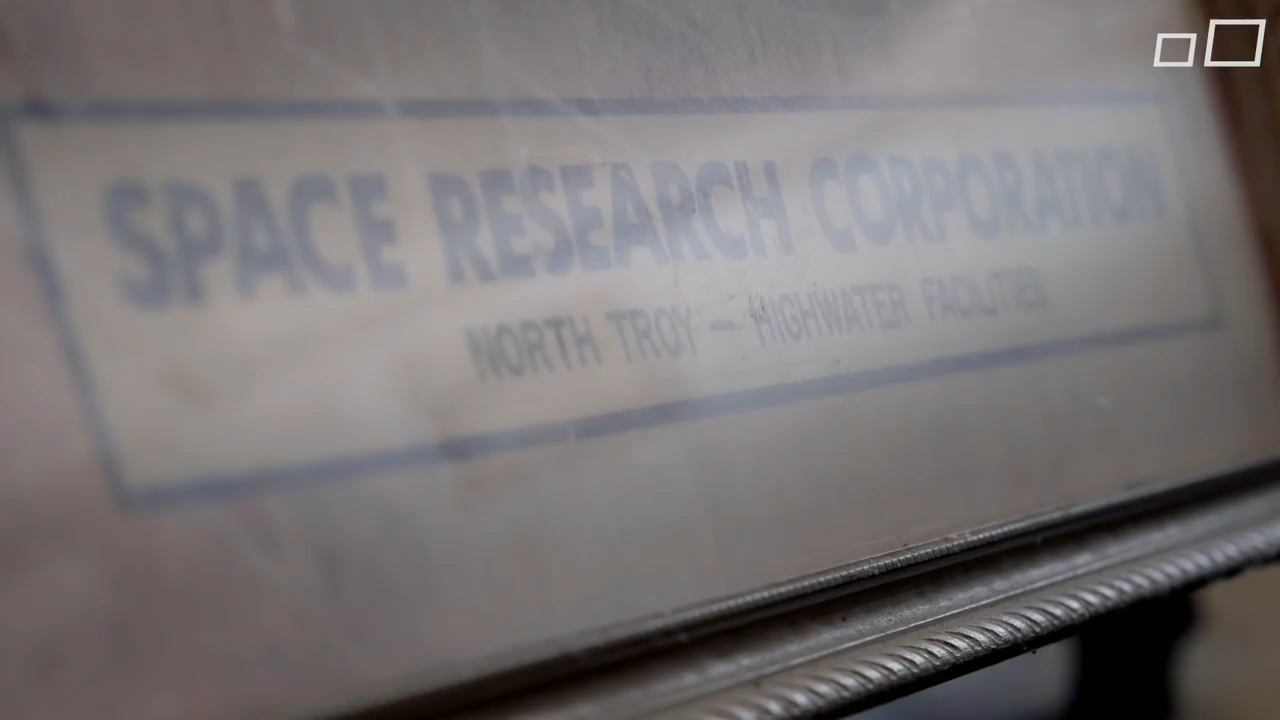 SPACE RESEARCH CORPORATION
NORTH TROY — HIGHWATER FACILITIES